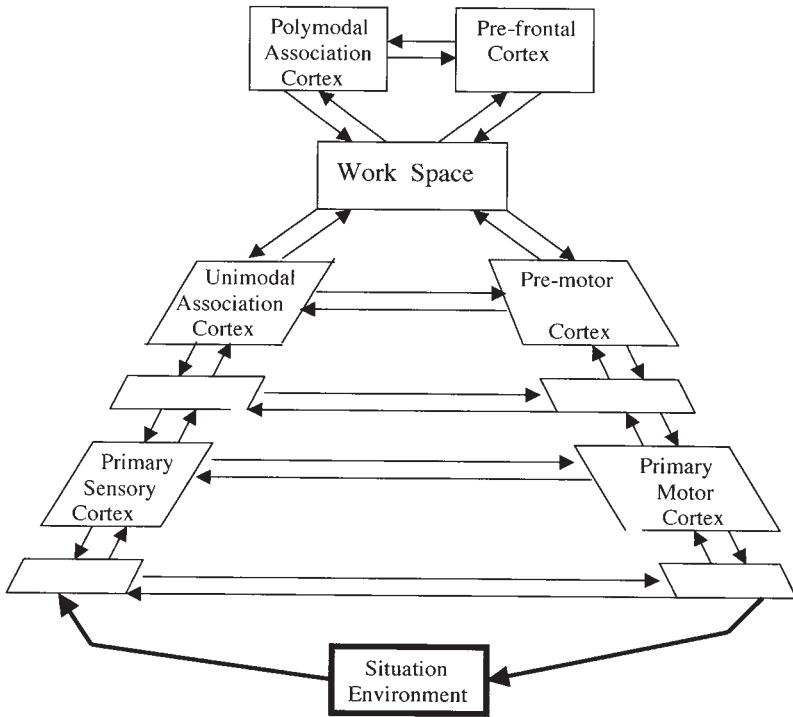 Polymodal
Association
Cortex
Pre-frontal
Cortex
Work Space
Unimodal
Association
Cortex
Pre-motor
Cortex
Primary
Sensory
Cortex
Primary
Motor
Cortex
Situation
Environment